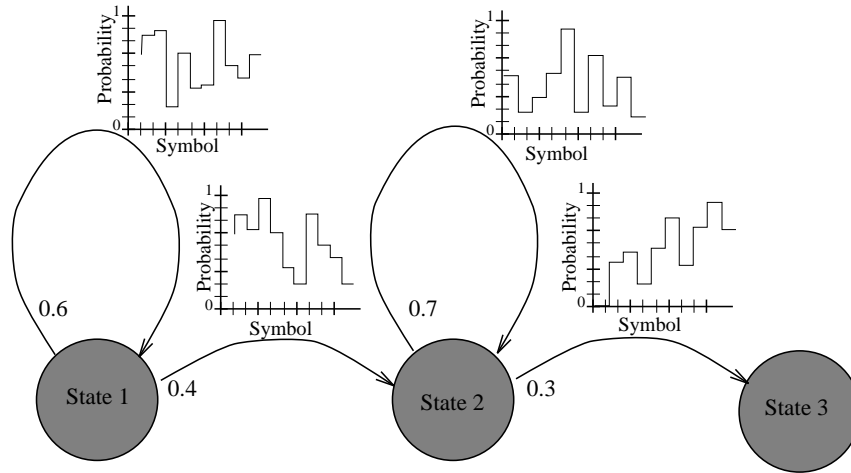 1
Probability
0
Symbol
1
Probability
0
Symbol
1
Probability
0
Symbol
1
Probability
0
Symbol
0.6
0.7
State 1
0.4
State 2
0.3
State 3